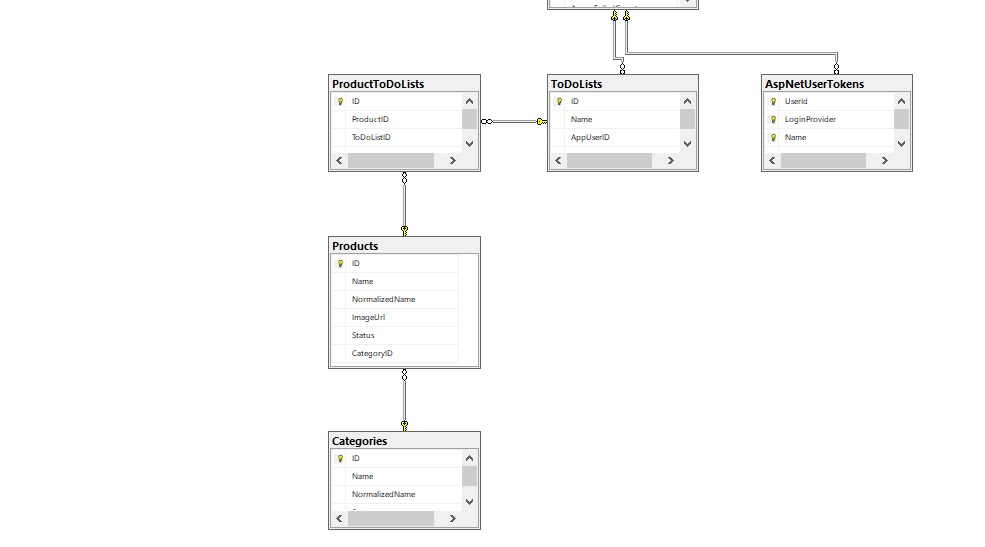 ProductToDoLists
ID
ProductID
ToDoListID
ToDoLists
ID
Name
AppUserID
AspNetUserTokens
UserId
LoginProvider
Name
Products
ID
Name
NormalizedName
ImageUrl
Status
CategoryID
Categories
ID
Name
NormalizedName